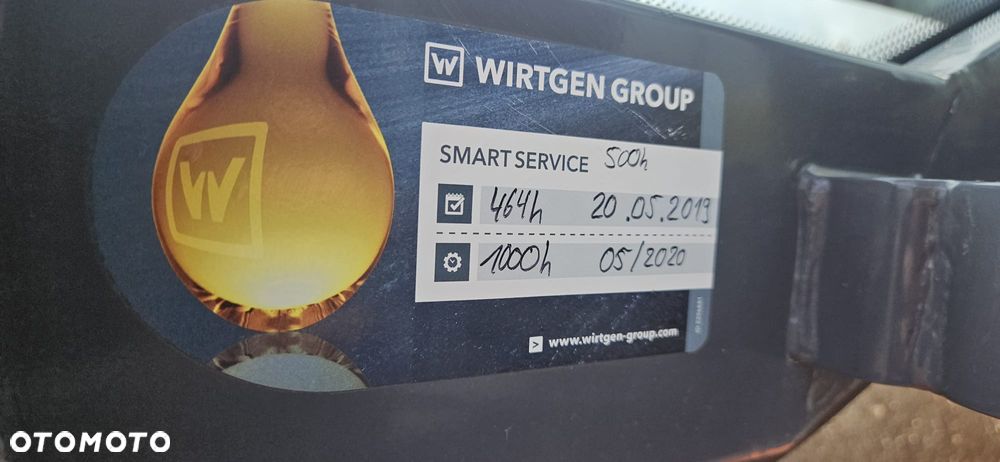 W WIRTGEN GROUP
W
SMART SERVICE 500h
464h 20.05.2019
1000h 05/2020
> www.wirtgen-group.com
OTOMOTO